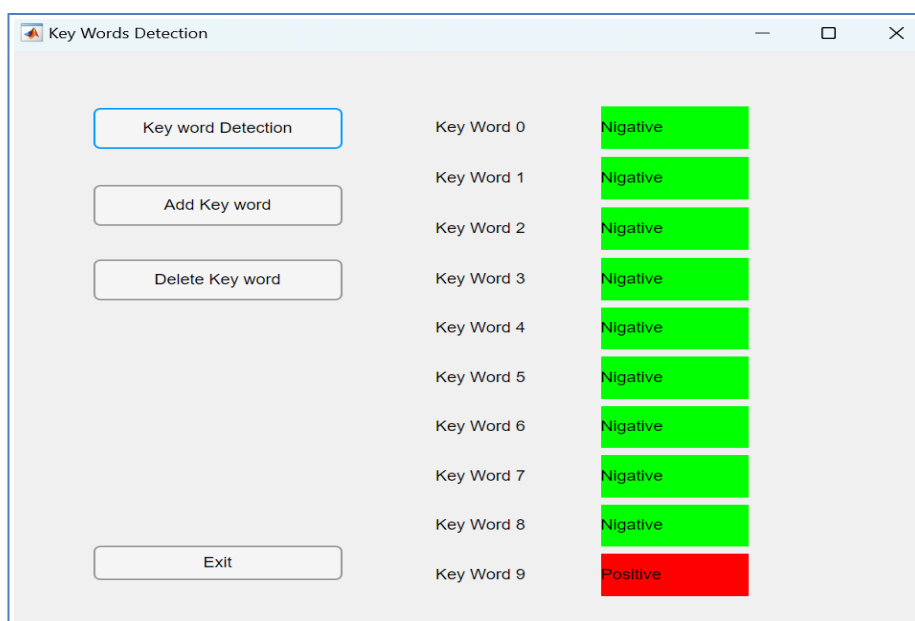 Key Words Detection
Key word Detection
Add Key word
Delete Key word
Exit
Key Word 0 Nigative
Key Word 1 Nigative
Key Word 2 Nigative
Key Word 3 Nigative
Key Word 4 Nigative
Key Word 5 Nigative
Key Word 6 Nigative
Key Word 7 Nigative
Key Word 8 Nigative
Key Word 9 Positive